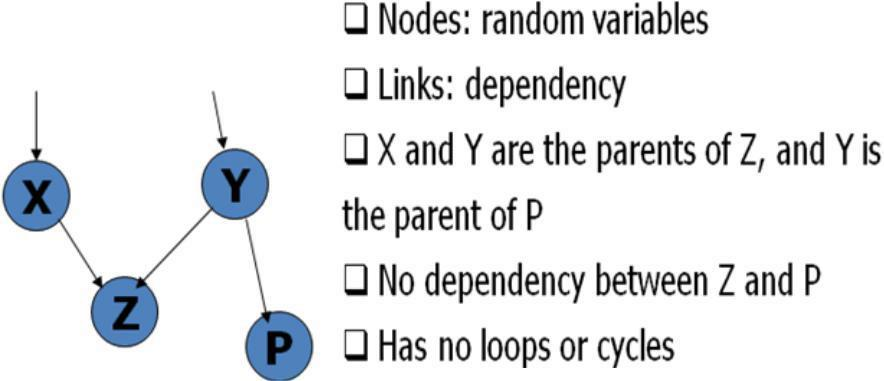 ❑ Nodes: random variables
❑ Links: dependency
❑ X and Y are the parents of Z, and Y is
the parent of P
❑ No dependency between Z and P
❑ Has no loops or cycles
X
Y
Z
P